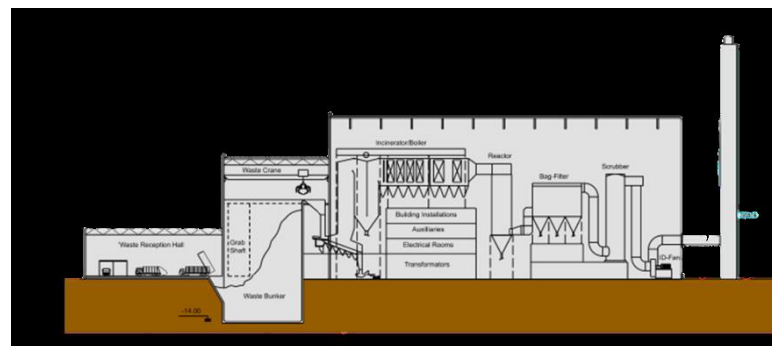 Incinerator/Boiler
Reactor
Waste Crane
Bag-Filter
Scrubber
Building Installations
Auxilliaries
Electrical Rooms
Transformators
Waste Reception Hall
Grab
Shaft
ID-Fan
Waste Bunker
-14.00